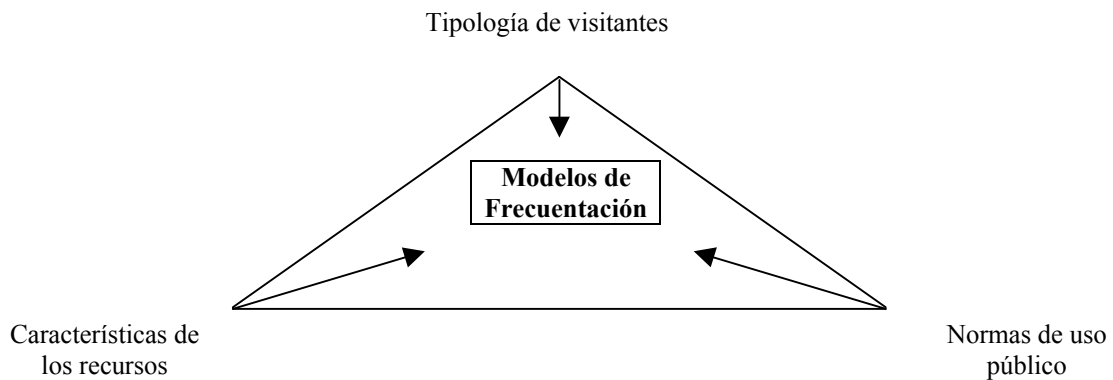 Tipología de visitantes
Modelos de
Frecuentación
Características de
los recursos
Normas de uso
público